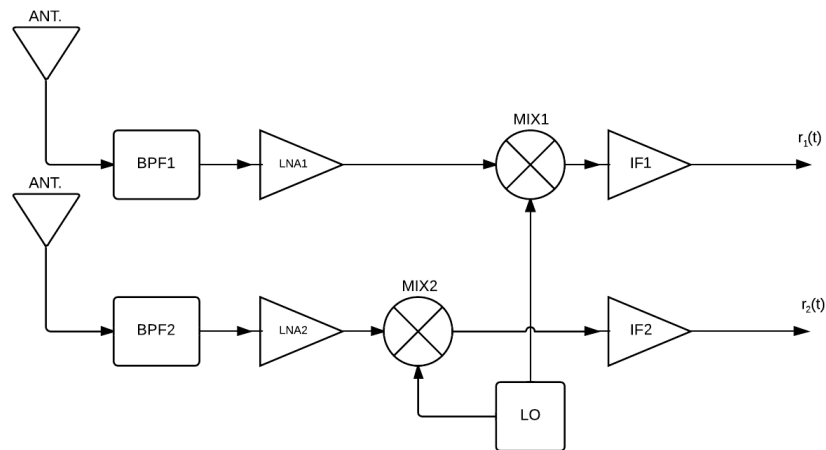 ANT.
MIX1
BPF1
LNA1
IF1
r₁(t)
ANT.
MIX2
BPF2
LNA2
IF2
r₂(t)
LO